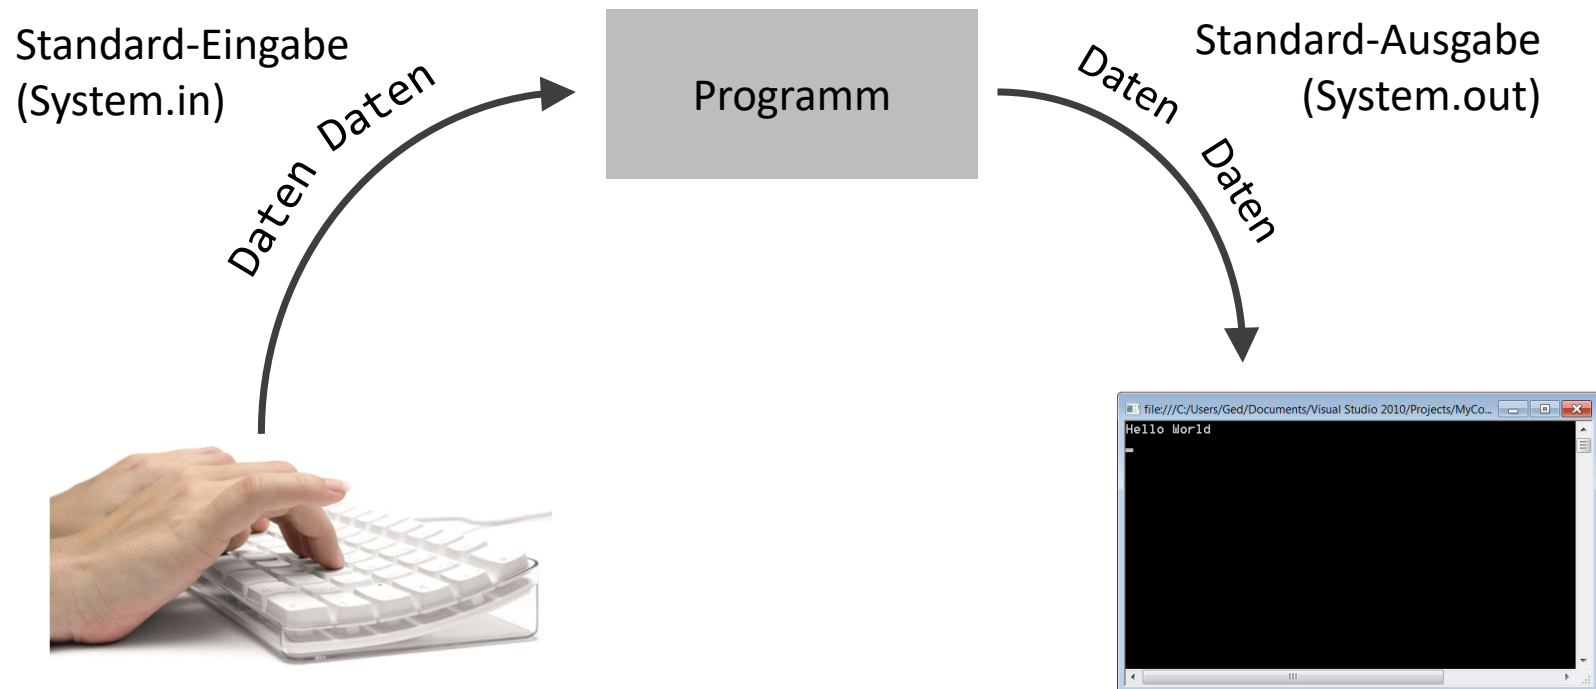 Standard-Eingabe
(System.in)
Daten Daten
Programm
Daten Daten
Standard-Ausgabe
(System.out)
file:///C:/Users/Ged/Documents/Visual Studio 2010/Projects/MyCo...
Hello World